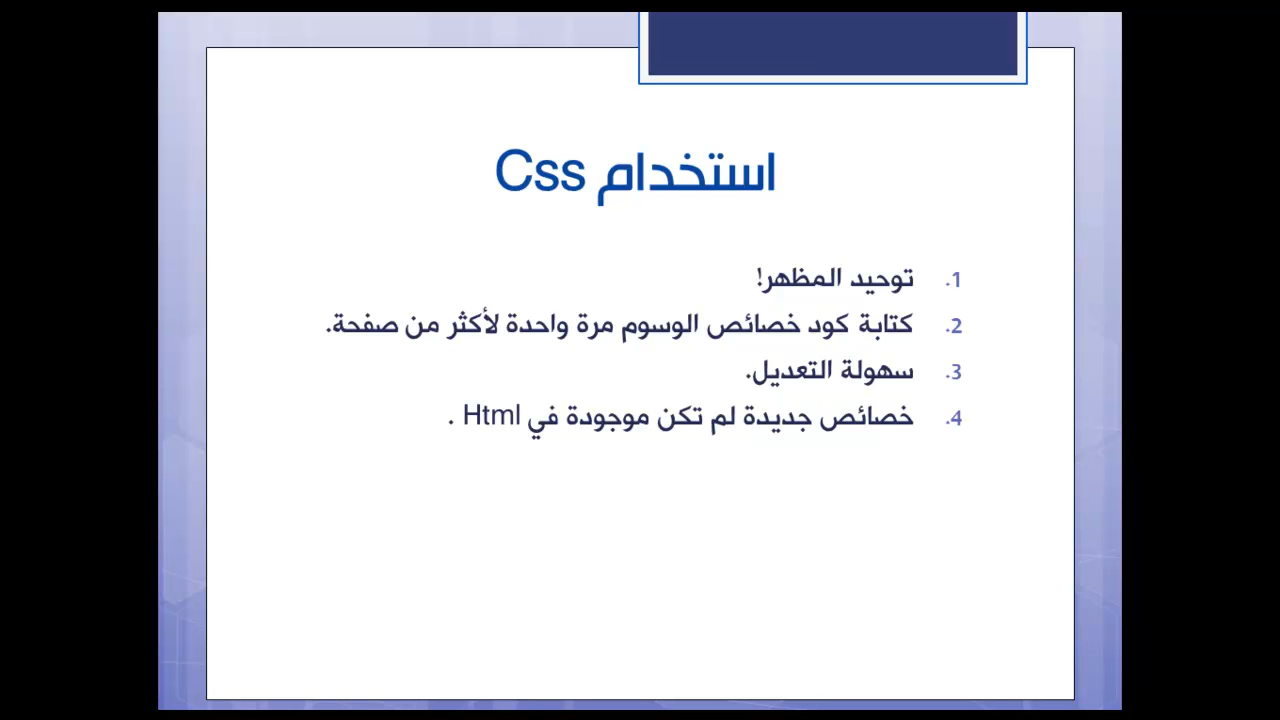 استخدام Css
1. توحيد المظهر!
2. كتابة كود خصائص الوسوم مرة واحدة لأكثر من صفحة.
3. سهولة التعديل.
4. خصائص جديدة لم تكن موجودة في Html .